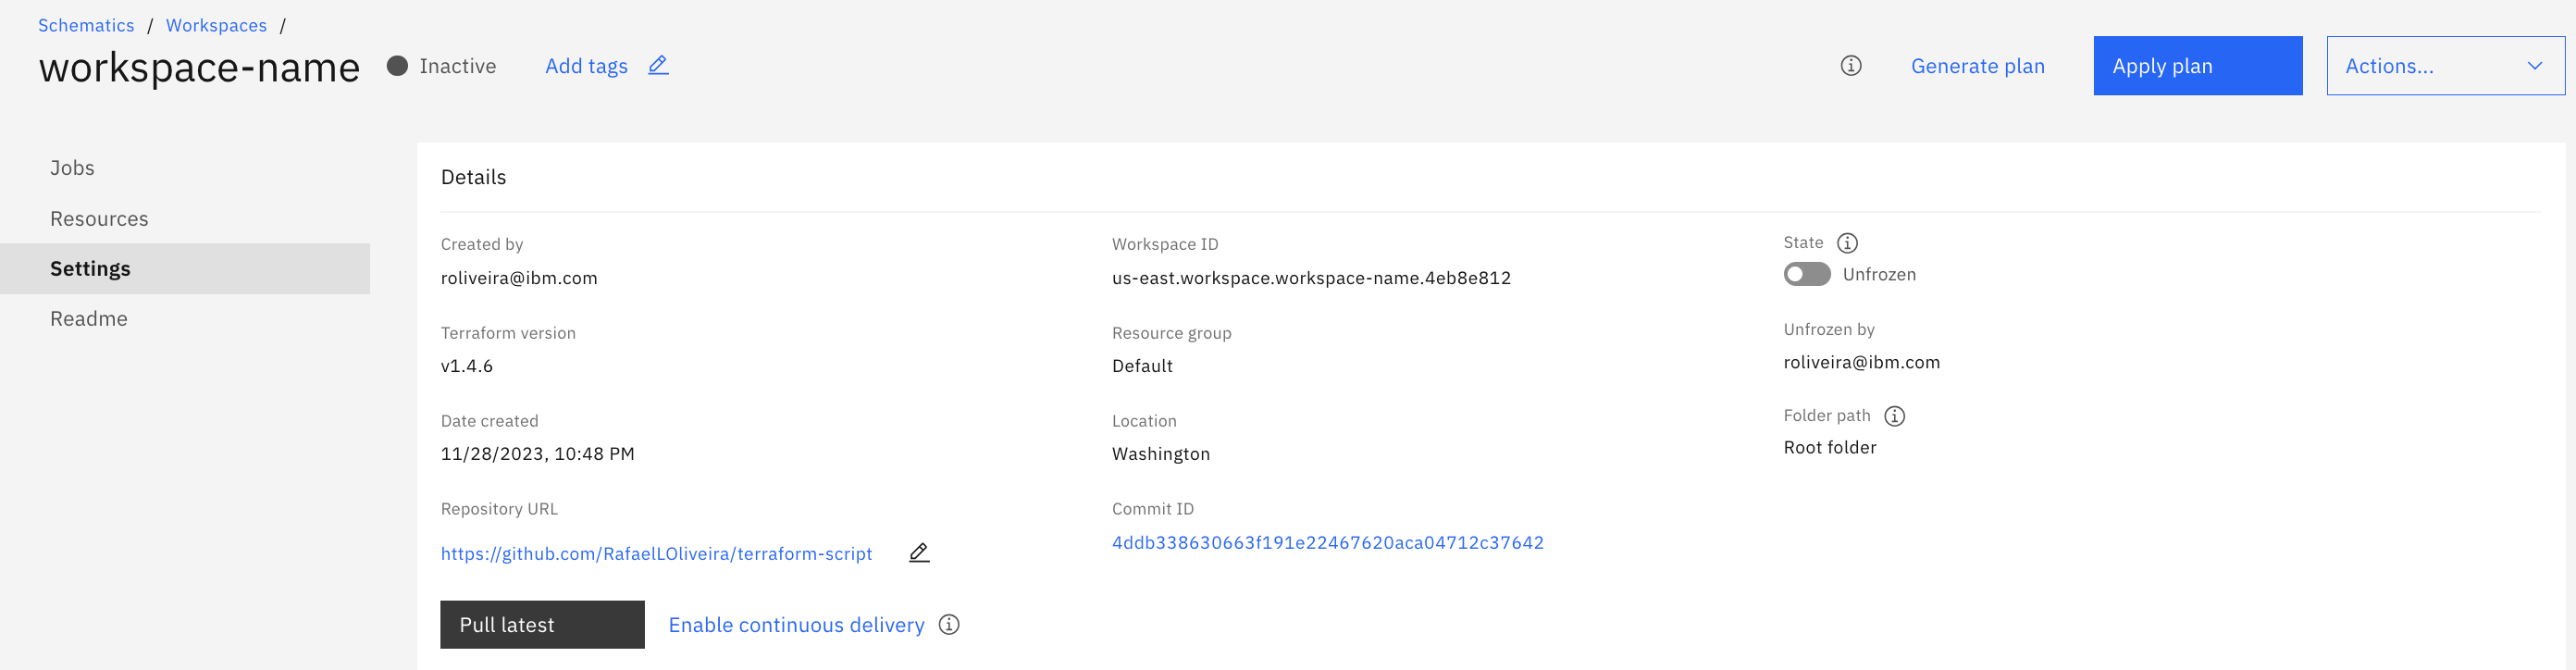 Schematics / Workspaces /
workspace-name Inactive Add tags Generate plan Apply plan Actions...
Jobs
Resources
Settings
Readme
Details
Created by
roliveira@ibm.com
Terraform version
v1.4.6
Date created
11/28/2023, 10:48 PM
Repository URL
https://github.com/RafaelLOliveira/terraform-script
Pull latest Enable continuous delivery
Workspace ID
us-east.workspace.workspace-name.4eb8e812
Resource group
Default
Location
Washington
Commit ID
4ddb338630663f191e22467620aca04712c37642
State
Unfrozen
Unfrozen by
roliveira@ibm.com
Folder path
Root folder